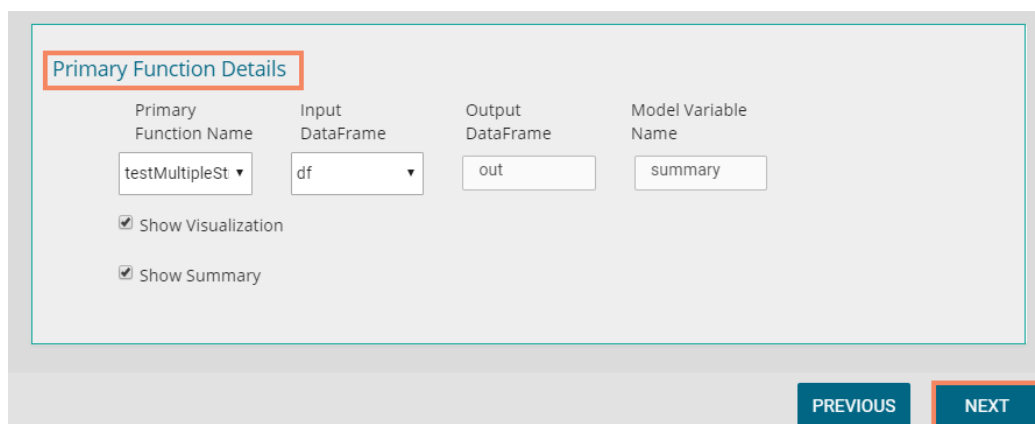 Primary Function Details
Primary Function Name
Input DataFrame
Output DataFrame
Model Variable Name
testMultipleSt
df
out
summary
Show Visualization
Show Summary
PREVIOUS
NEXT